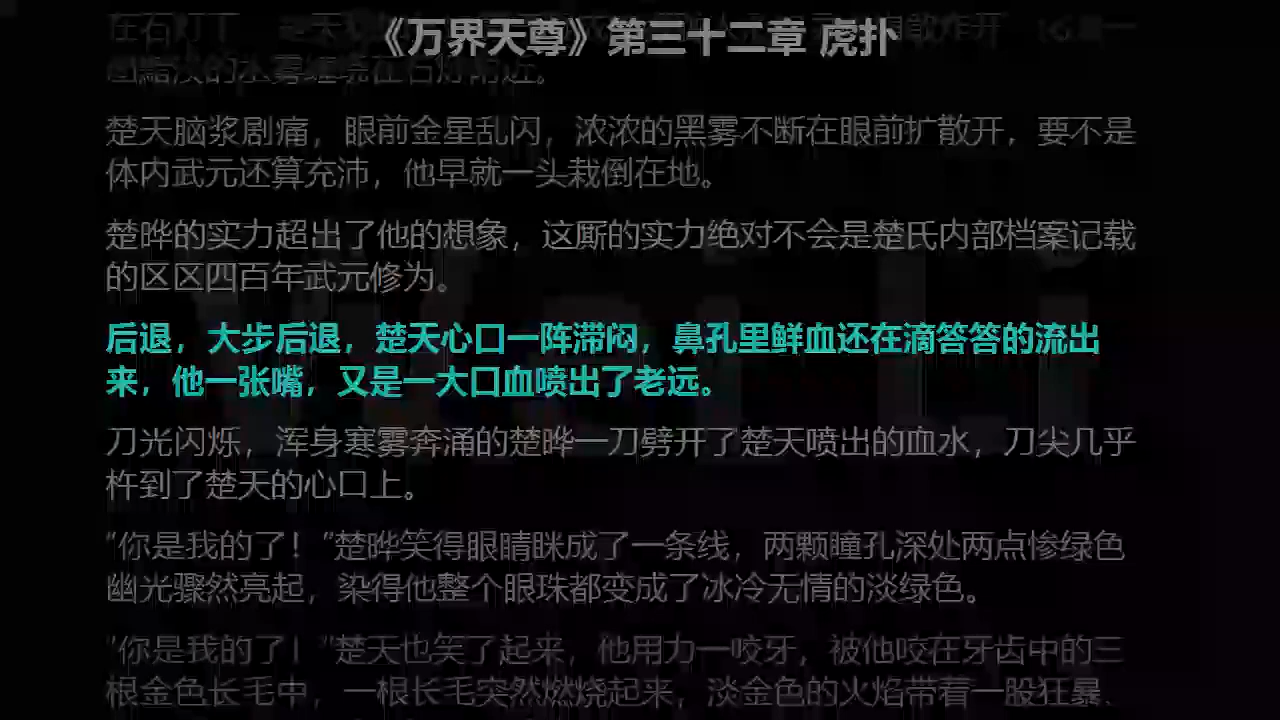 《万界天尊》第三十二章 虎扑
楚天脑浆剧痛，眼前金星乱闪，浓浓的黑雾不断在眼前扩散开，要不是
体内武元还算充沛，他早就一头栽倒在地。
楚晔的实力超出了他的想象，这厮的实力绝对不会是楚氏内部档案记载
的区区四百年武元修为。
后退，大步后退，楚天心口一阵滞闷，鼻孔里鲜血还在滴答答的流出
来，他一张嘴，又是一大口血喷出了老远。
刀光闪烁，浑身寒雾奔涌的楚晔一刀劈开了楚天喷出的血水，刀尖几乎
杵到了楚天的心口上。
“你是我的了！”楚晔笑得眼睛眯成了一条线，两颗瞳孔深处两点惨绿色
幽光骤然亮起，染得他整个眼珠都变成了冰冷无情的淡绿色。
“你是我的了！”楚天也笑了起来，他用力一咬牙，被他咬在牙齿中的三
根金色长毛中，一根长毛突然燃烧起来，淡金色的火焰带着一股狂暴、